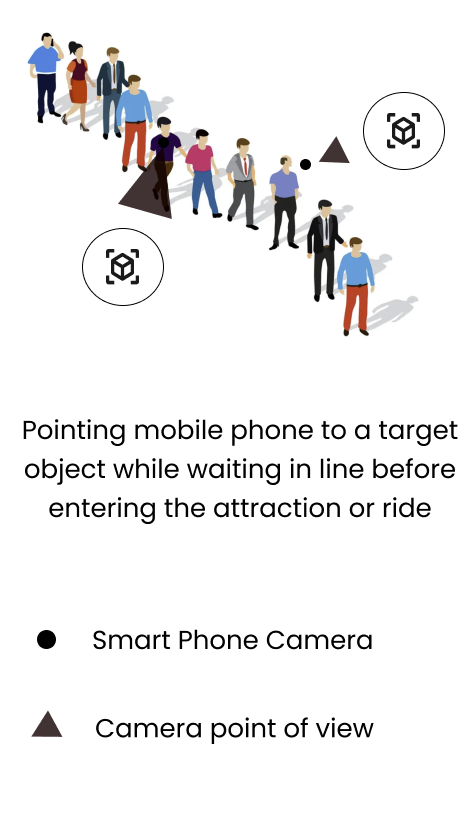 Pointing mobile phone to a target
object while waiting in line before
entering the attraction or ride
Smart Phone Camera
Camera point of view